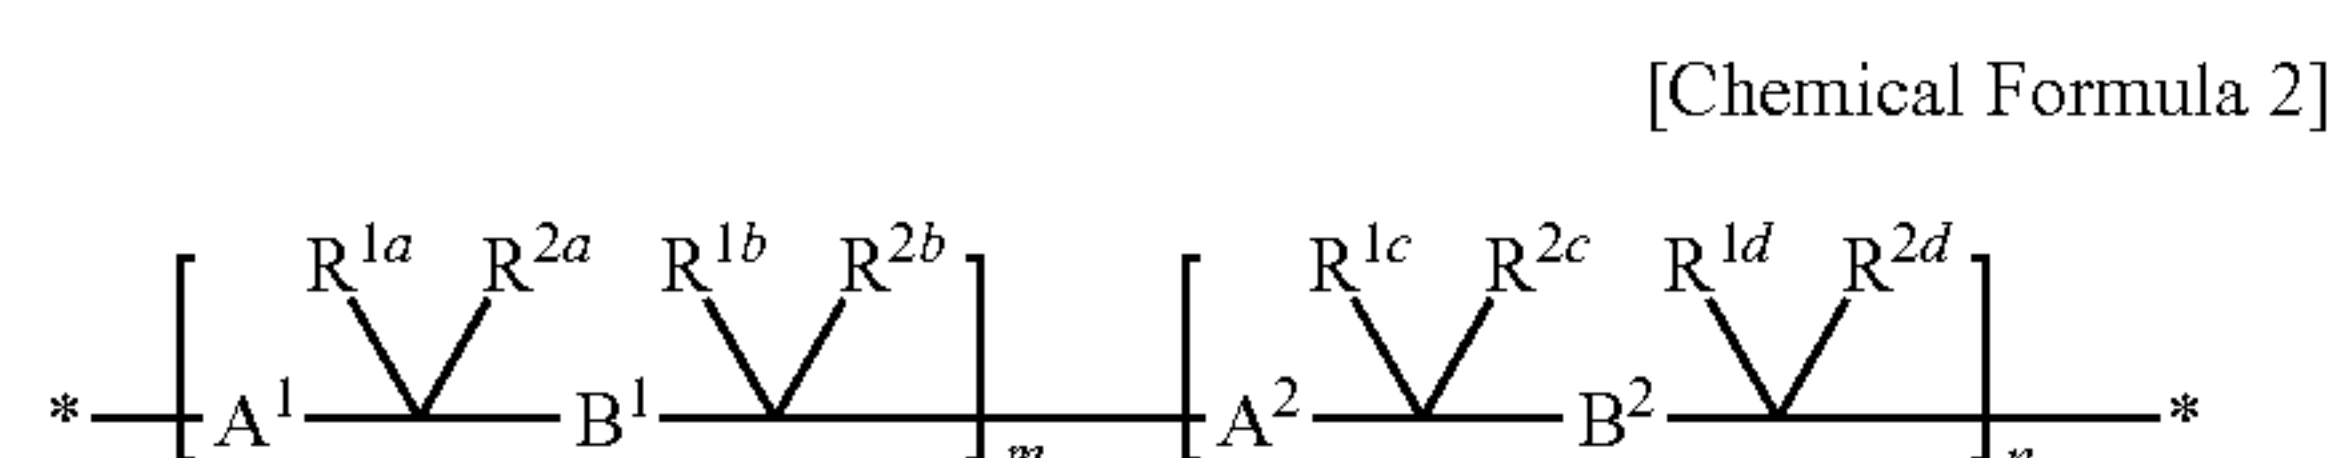 [Chemical Formula 2]
R1a R2a R1b R2b R1c R2c R1d R2d
* [ A1 B1 ]m [ A2 B2 ]n *